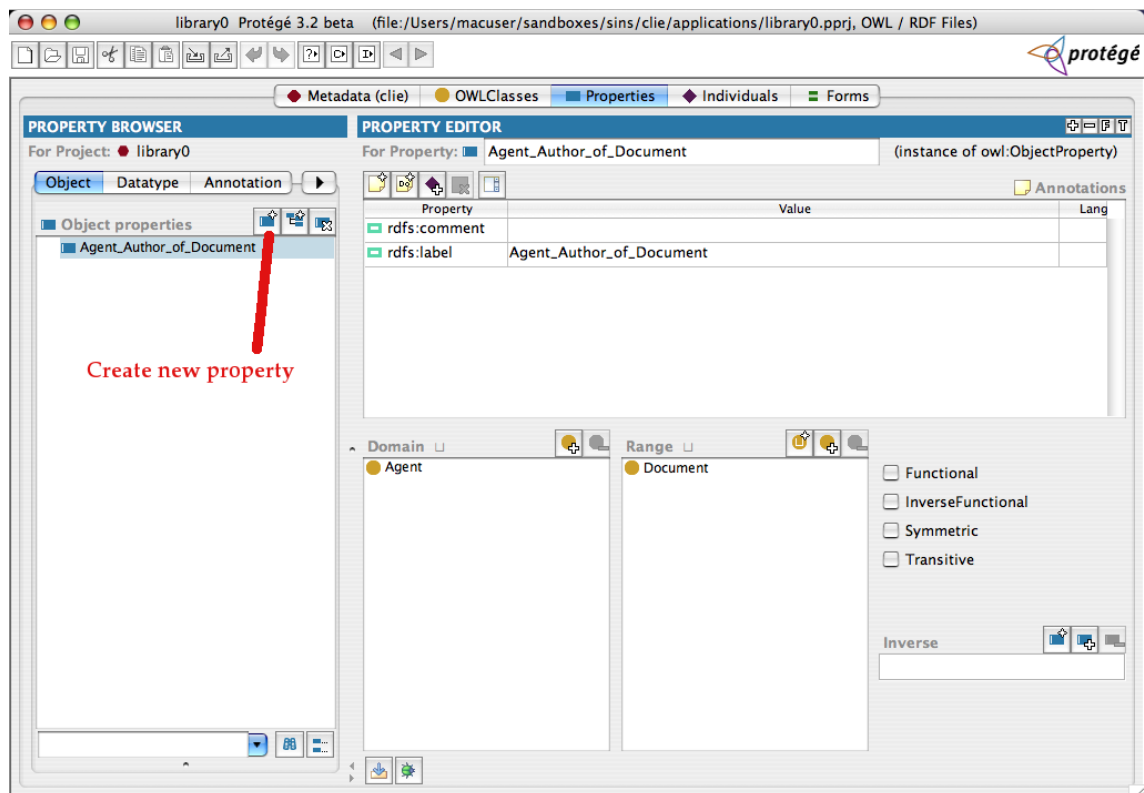 library0 Protégé 3.2 beta (file:/Users/macuser/sandboxes/sins/clie/applications/library0.pprj, OWL / RDF Files)
protégé
Metadata (clie) OWLClasses Properties Individuals Forms
PROPERTY BROWSER
For Project: library0
Object Datatype Annotation
Object properties
Agent_Author_of_Document
Create new property
PROPERTY EDITOR
For Property: Agent_Author_of_Document (instance of owl:ObjectProperty)
Annotations
Property Value Lang
rdfs:comment
rdfs:label Agent_Author_of_Document
Domain
Agent
Range
Document
Functional
InverseFunctional
Symmetric
Transitive
Inverse